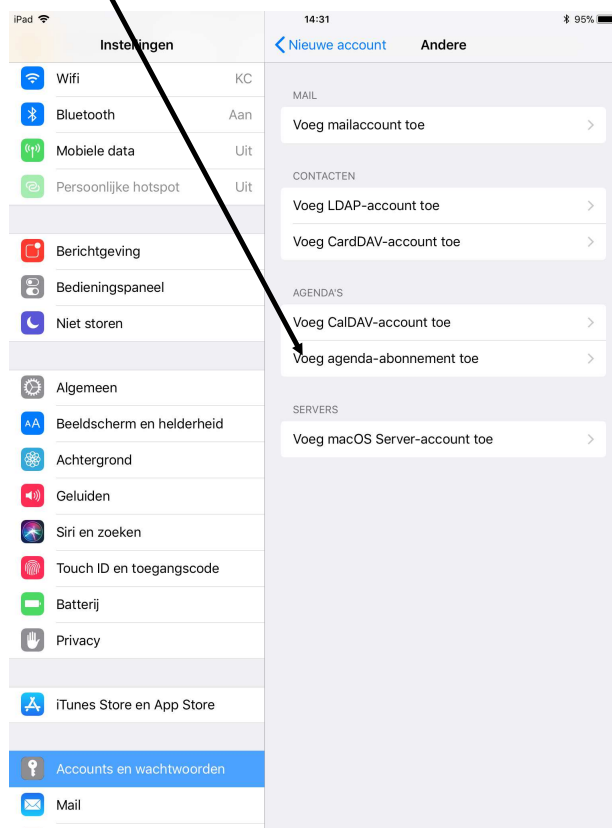 iPad 14:31 95%
Instellingen
Nieuwe account Andere
Wifi KC
Bluetooth Aan
Mobiele data Uit
Persoonlijke hotspot Uit
Berichtgeving
Bedieningspaneel
Niet storen
Algemeen
AA Beeldscherm en helderheid
Achtergrond
Geluiden
Siri en zoeken
Touch ID en toegangscode
Batterij
Privacy
iTunes Store en App Store
Accounts en wachtwoorden
Mail
MAIL
Voeg mailaccount toe
CONTACTEN
Voeg LDAP-account toe
Voeg CardDAV-account toe
AGENDA'S
Voeg CalDAV-account toe
Voeg agenda-abonnement toe
SERVERS
Voeg macOS Server-account toe